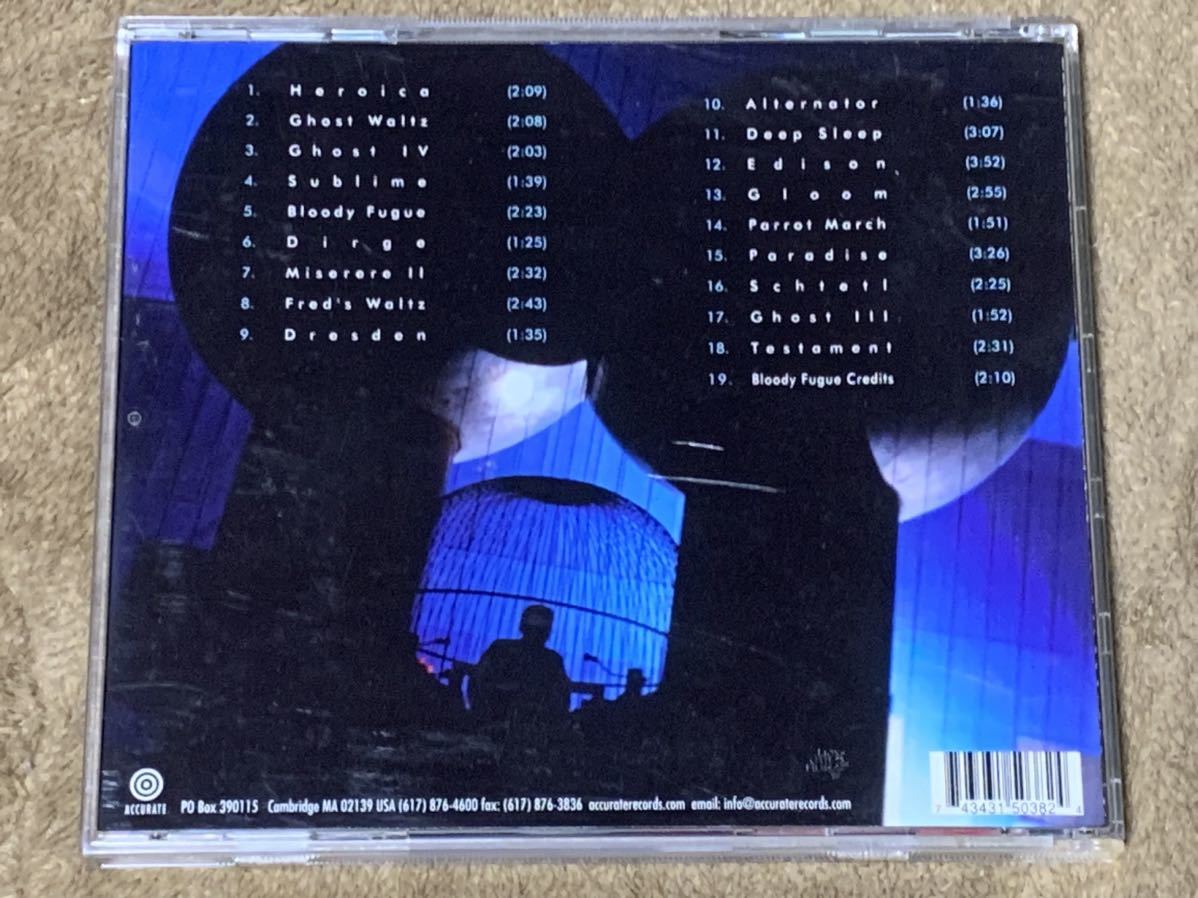 1. Heroica (2:09)
2. Ghost Waltz (2:08)
3. Ghost IV (2:03)
4. Sublime (1:39)
5. Bloody Fugue (2:23)
6. Dirge (1:25)
7. Miserere II (2:32)
8. Fred's Waltz (2:43)
9. Dresden (1:35)
10. Alternator (1:36)
11. Deep Sleep (3:07)
12. Edison (3:52)
13. Gloom (2:55)
14. Parrot March (1:51)
15. Paradise (3:26)
16. Schtetl (2:25)
17. Ghost III (1:52)
18. Testament (2:31)
19. Bloody Fugue Credits (2:10)
ACCURATE
PO Box 390115 Cambridge MA 02139 USA (617) 876-4600 fax: (617) 876-3836 accuraterecords.com email: info@accuraterecords.com
7 43431 50382 4